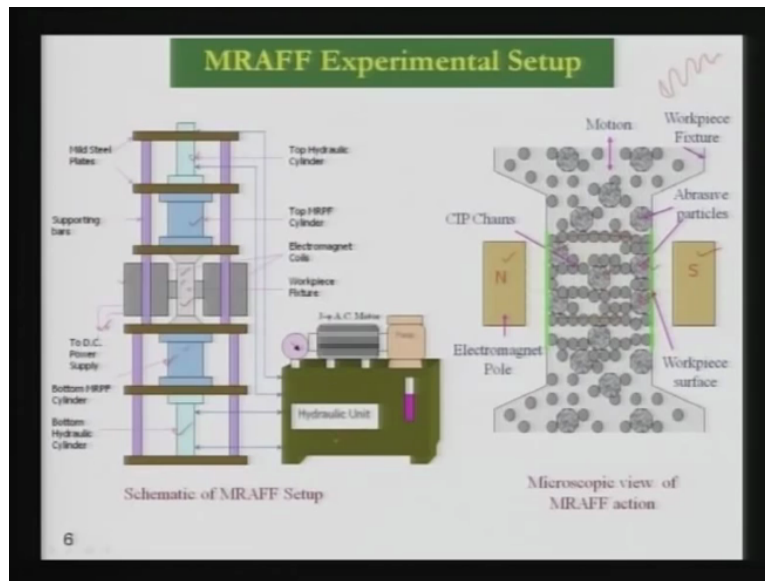 MRAFF Experimental Setup
Mild Steel
Plates
Top Hydraulic
Cylinder
Top MRPF
Cylinder
Supporting
bars
Electromagnet
Coils
Workpiece
Fixture
To D.C.
Power
Supply
Bottom MRPF
Cylinder
Bottom
Hydraulic
Cylinder
A.C. Motor
Hydraulic Unit
Schematic of MRAFF Setup
Motion
Workpiece
Fixture
CIP Chains
Abrasive
particles
N
S
Electromagnet
Pole
Workpiece
surface
Microscopic view of
MRAFF action
6